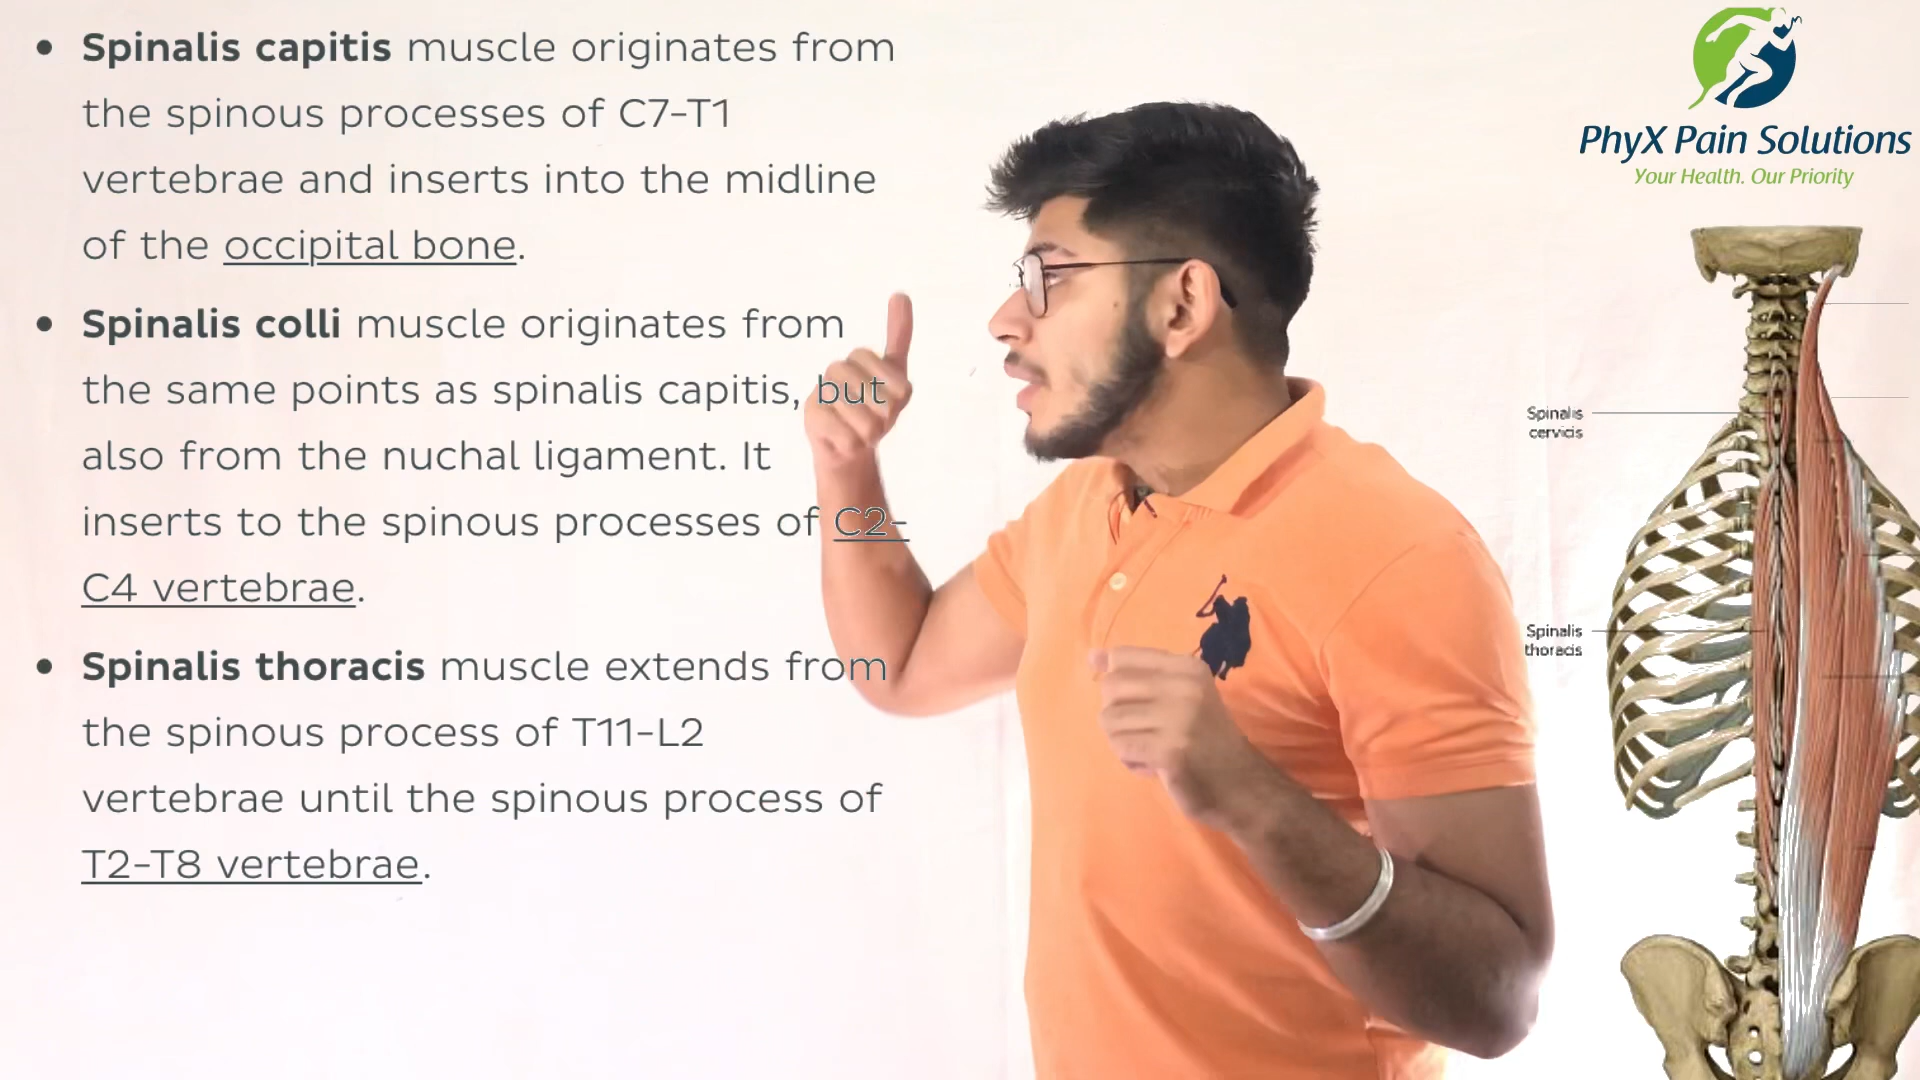 • Spinalis capitis muscle originates from
the spinous processes of C7-T1
vertebrae and inserts into the midline
of the occipital bone.
• Spinalis colli muscle originates from
the same points as spinalis capitis, but
also from the nuchal ligament. It
inserts to the spinous processes of C2-
C4 vertebrae.
• Spinalis thoracis muscle extends from
the spinous process of T11-L2
vertebrae until the spinous process of
T2-T8 vertebrae.
PhyX Pain Solutions
Your Health. Our Priority
Spinalis
cervicis
Spinalis
thoracis